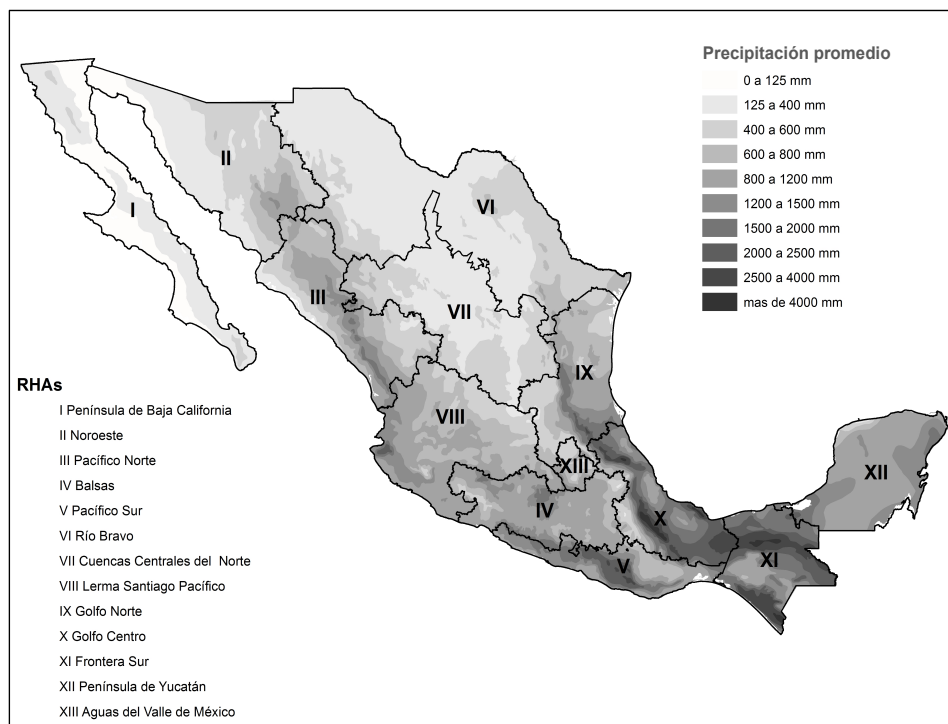 Precipitación promedio
0 a 125 mm
125 a 400 mm
400 a 600 mm
600 a 800 mm
800 a 1200 mm
1200 a 1500 mm
1500 a 2000 mm
2000 a 2500 mm
2500 a 4000 mm
mas de 4000 mm
I
II
III
VI
VII
VIII
IX
XIII
IV
X
V
XI
XII
RHAs
I Península de Baja California
II Noroeste
III Pacífico Norte
IV Balsas
V Pacífico Sur
VI Río Bravo
VII Cuencas Centrales del Norte
VIII Lerma Santiago Pacífico
IX Golfo Norte
X Golfo Centro
XI Frontera Sur
XII Península de Yucatán
XIII Aguas del Valle de México